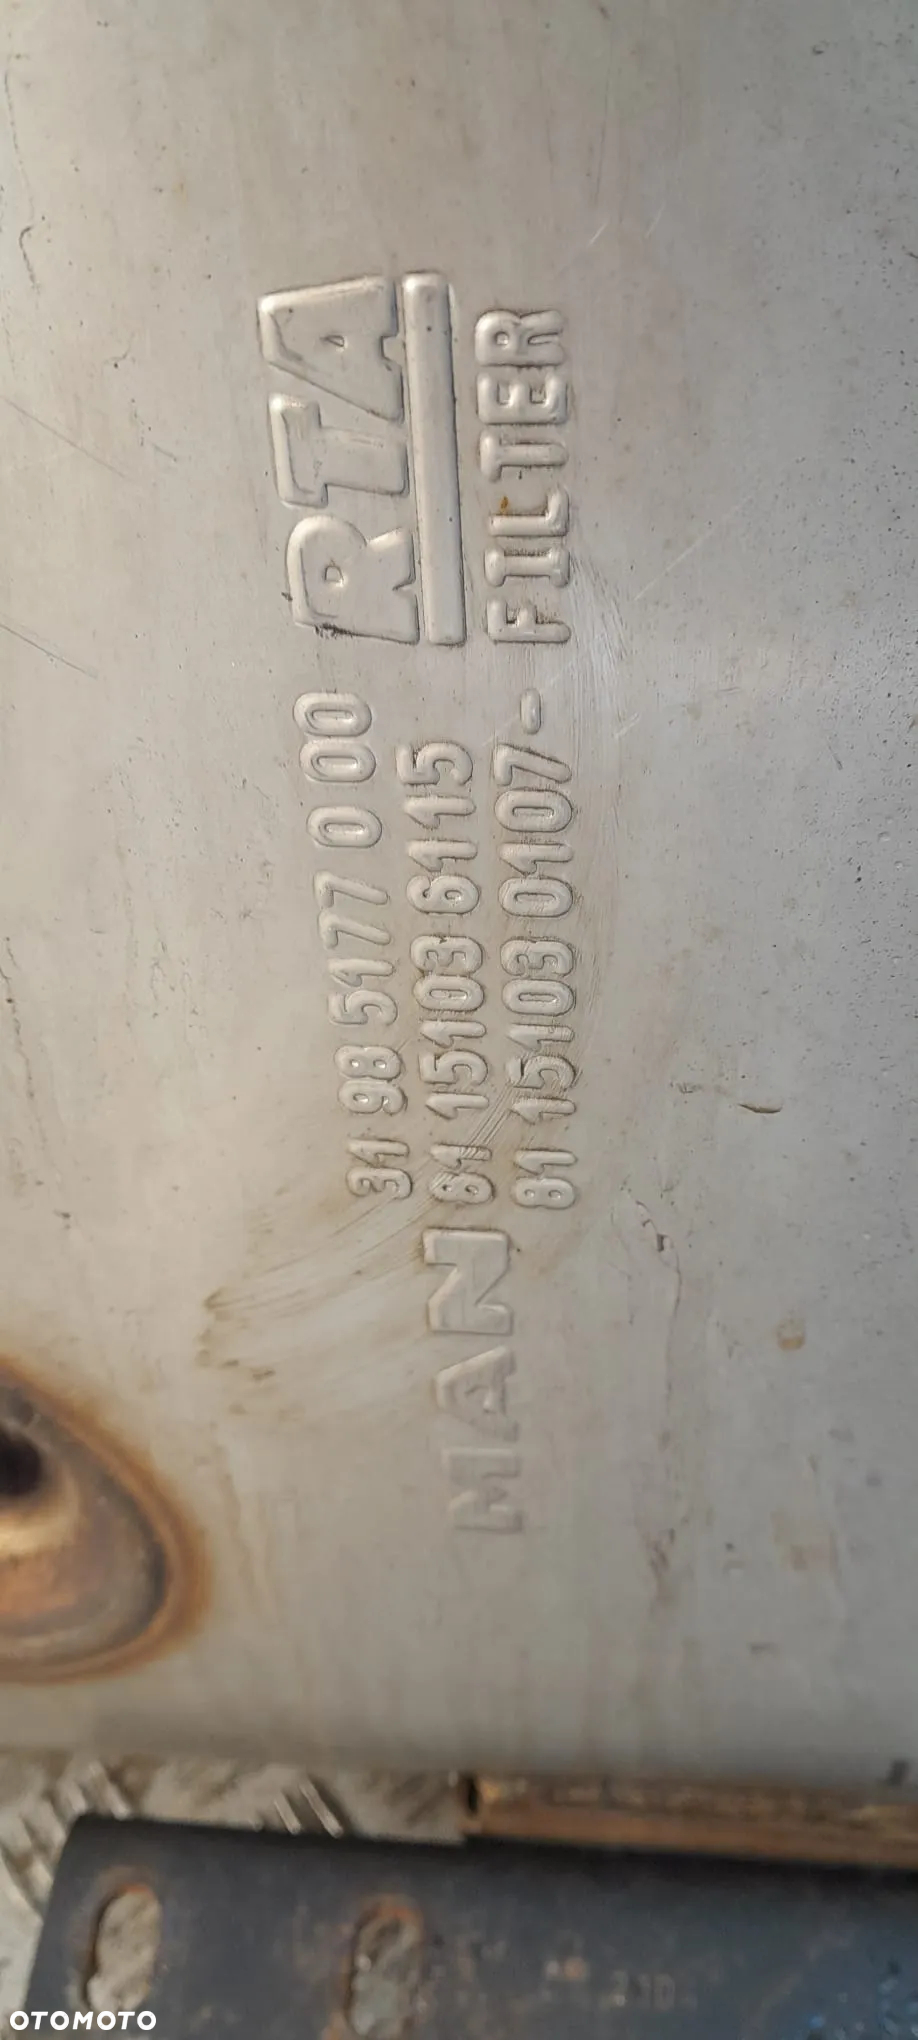 31 98 5177 0 00
RTA
MAN 81 15103 6115
81 15103 0107- FILTER
OTOMOTO